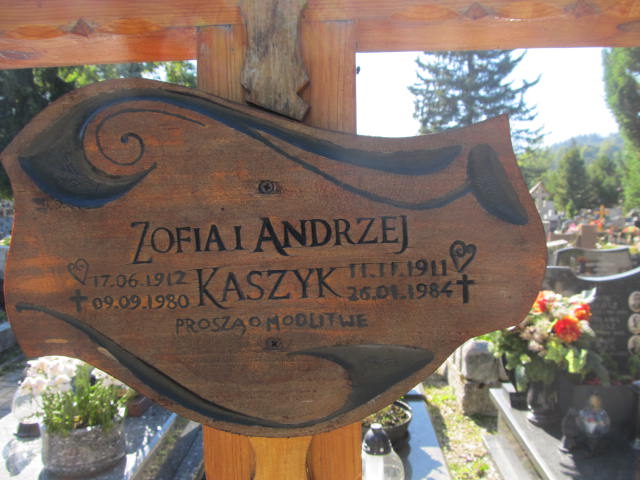 ZOFIA I ANDRZEJ
KASZYK
17.06.1912
09.09.1980
11.11.1911
26.01.1984
PROSZĄ O MODLITWE